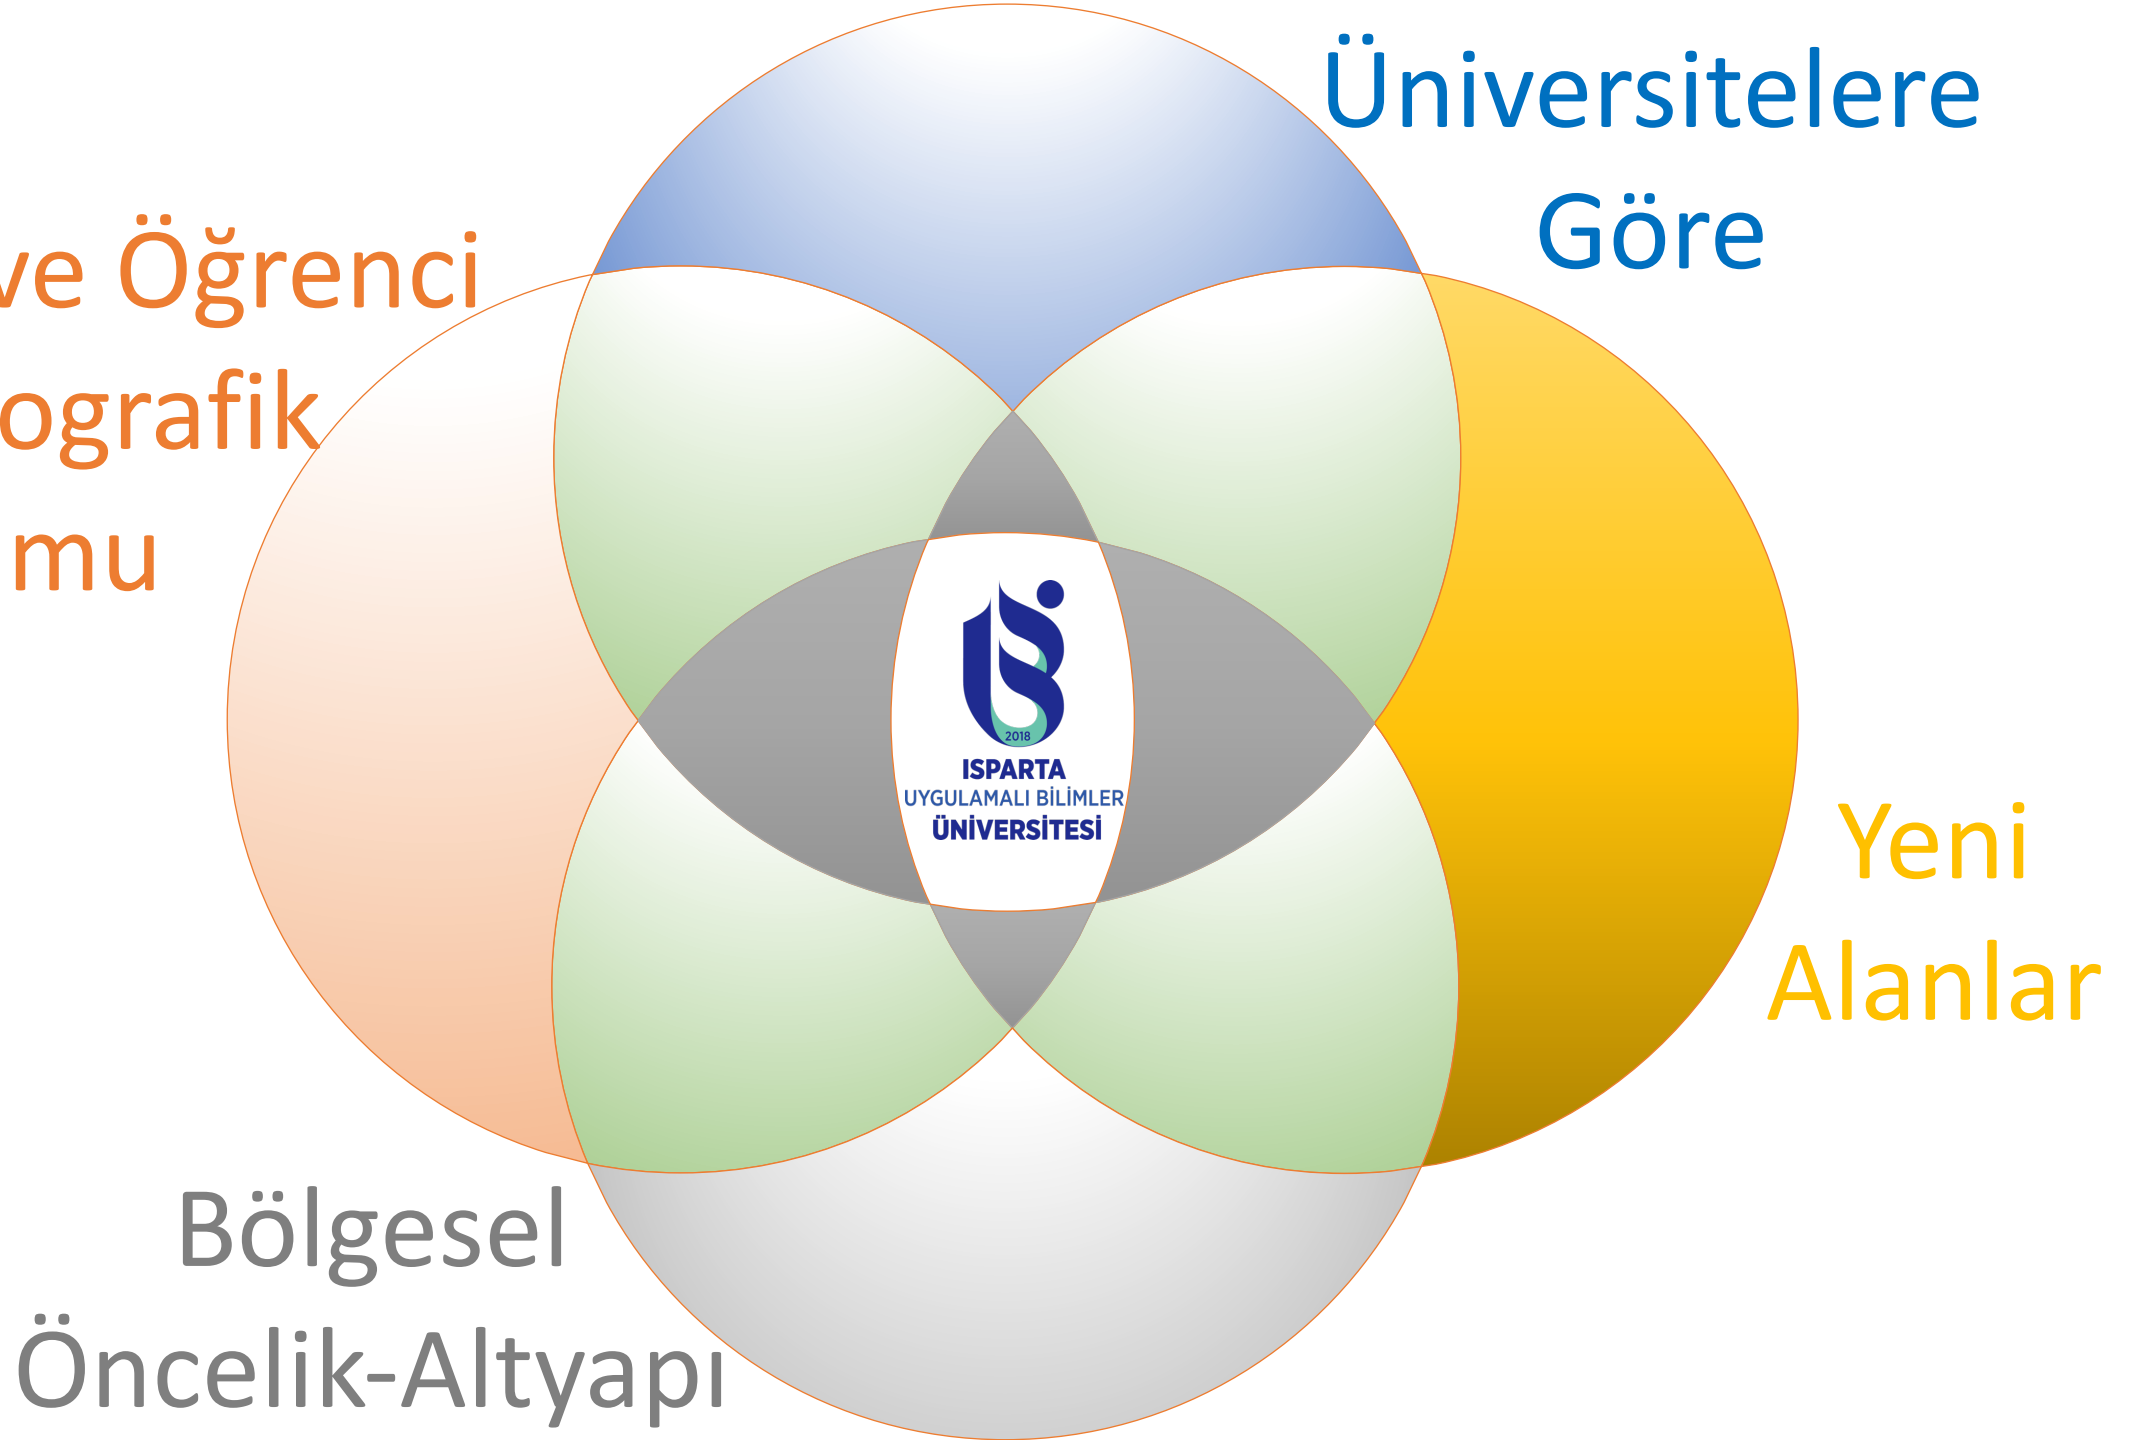 Üniversitelere
Göre
ve Öğrenci
ografik
mu
2018
ISPARTA
UYGULAMALI BİLİMLER
ÜNİVERSİTESİ
Yeni
Alanlar
Bölgesel
Öncelik-Altyapı